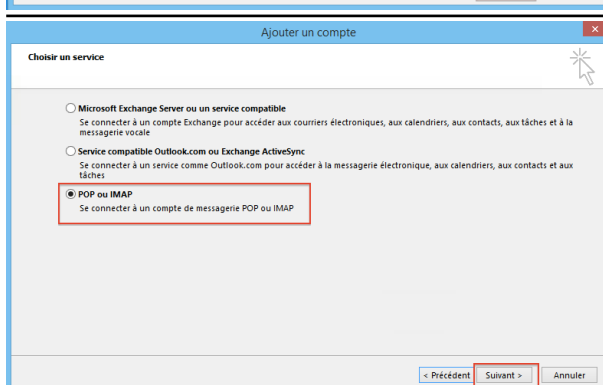 Ajouter un compte
Choisir un service
Microsoft Exchange Server ou un service compatible
Se connecter à un compte Exchange pour accéder aux courriers électroniques, aux calendriers, aux contacts, aux tâches et à la
messagerie vocale
Service compatible Outlook.com ou Exchange ActiveSync
Se connecter à un service comme Outlook.com pour accéder à la messagerie électronique, aux calendriers, aux contacts et aux
tâches
POP ou IMAP
Se connecter à un compte de messagerie POP ou IMAP
< Précédent Suivant > Annuler